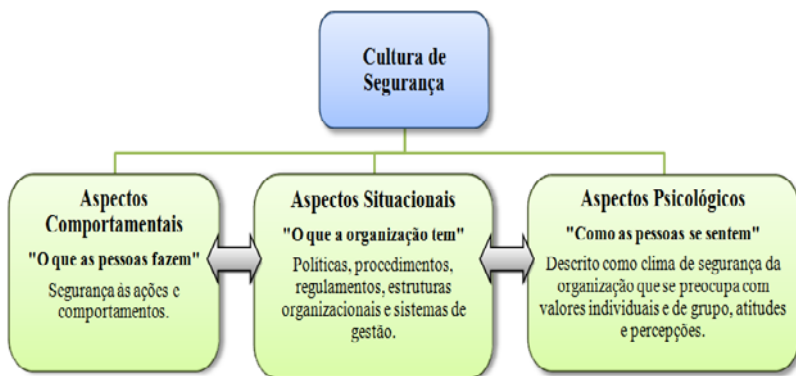 Cultura de
Segurança
Aspectos
Comportamentais
"O que as pessoas fazem"
Segurança às ações e
comportamentos.
Aspectos Situacionais
"O que a organização tem"
Políticas, procedimentos,
regulamentos, estruturas
organizacionais e sistemas de
gestão.
Aspectos Psicológicos
"Como as pessoas se sentem"
Descrito como clima de segurança da
organização que se preocupa com
valores individuais e de grupo, atitudes
e percepções.